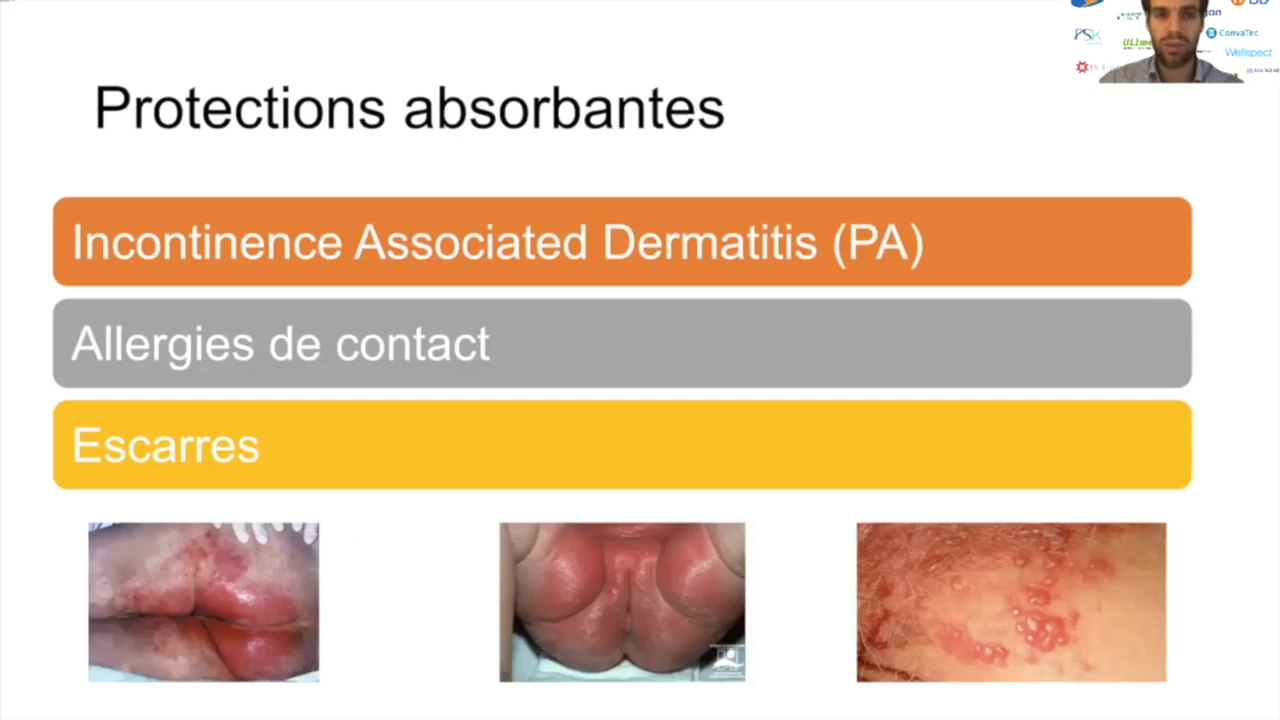 ConvaTec
Wellspect
Protections absorbantes
Incontinence Associated Dermatitis (PA)
Allergies de contact
Escarres